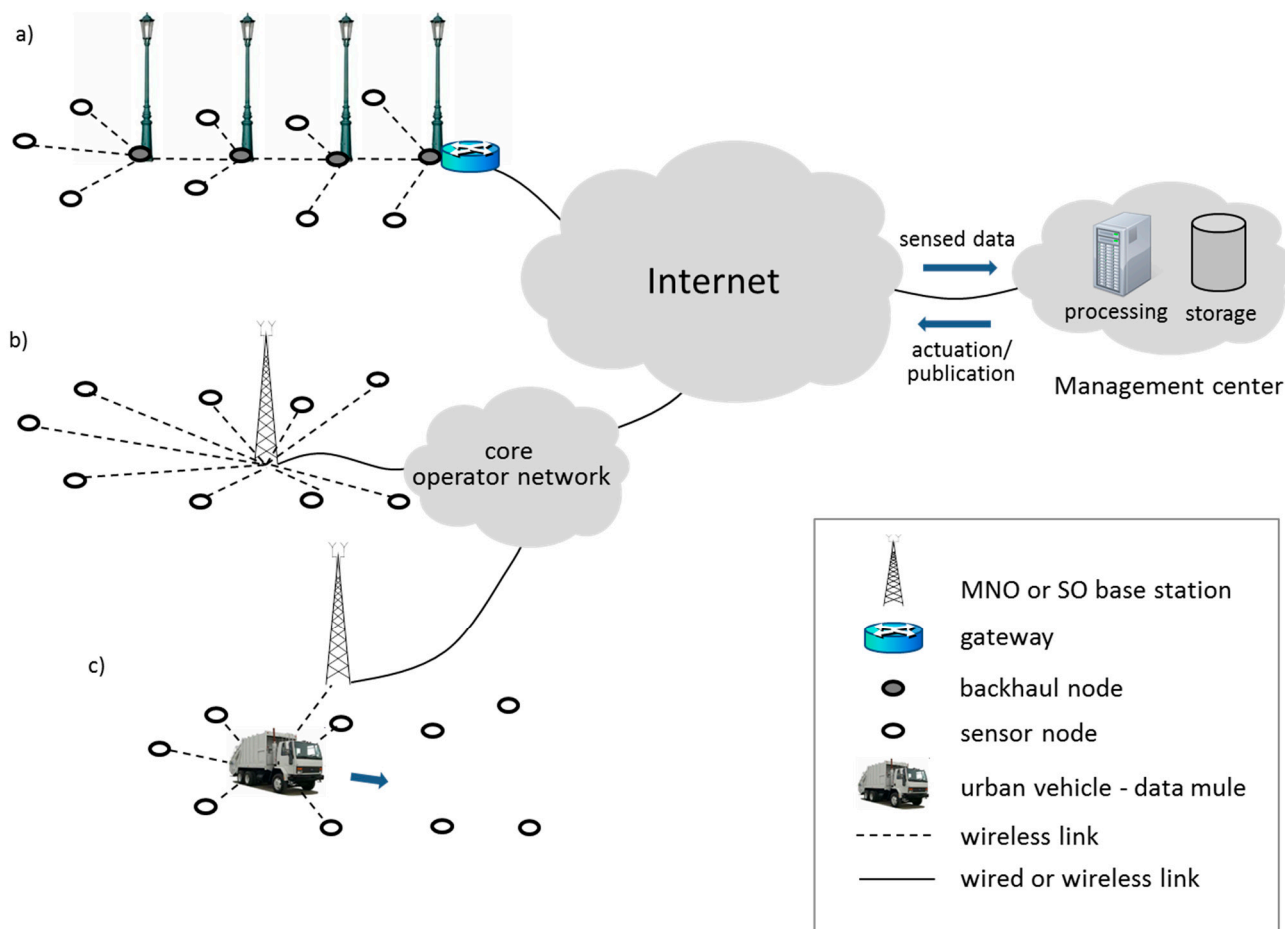 a)
Internet
sensed data
actuation/
publication
processing
storage
Management center
b)
core
operator network
c)
MNO or SO base station
gateway
backhaul node
sensor node
urban vehicle - data mule
wireless link
wired or wireless link